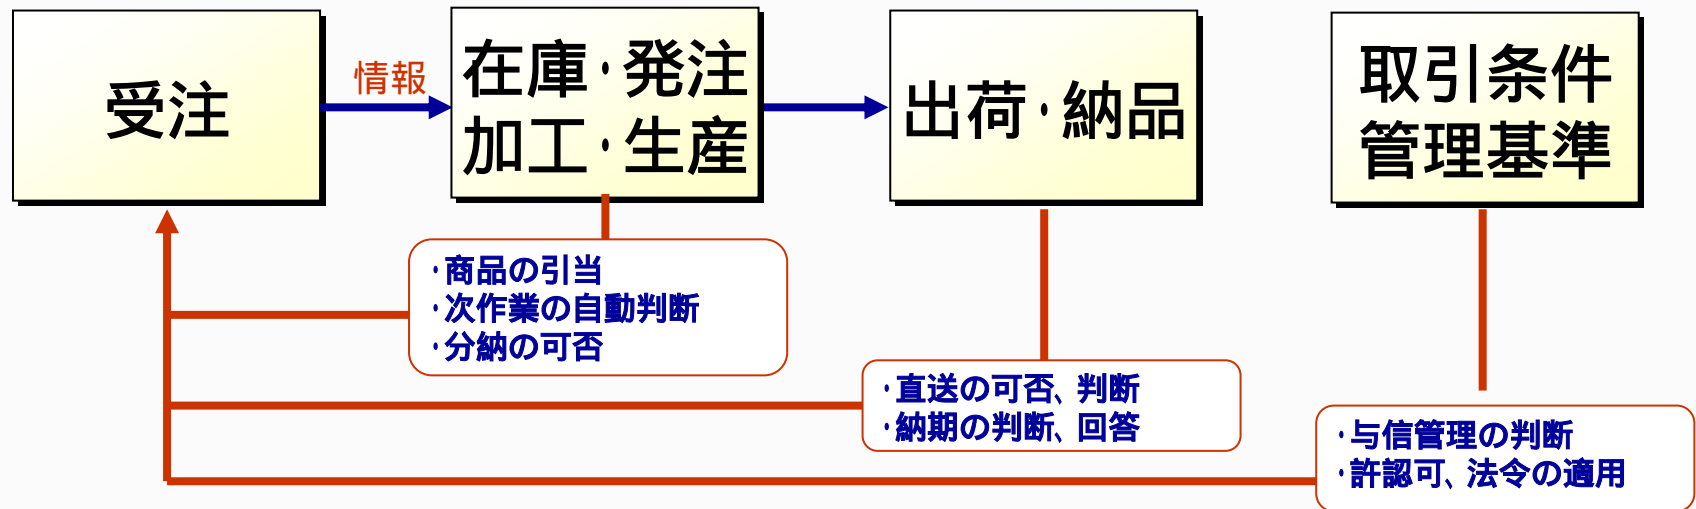 受注
情報
在庫・発注
加工・生産
出荷・納品
取引条件
管理基準
・商品の引当
・次作業の自動判断
・分納の可否
・直送の可否、判断
・納期の判断、回答
・与信管理の判断
・許認可、法令の適用